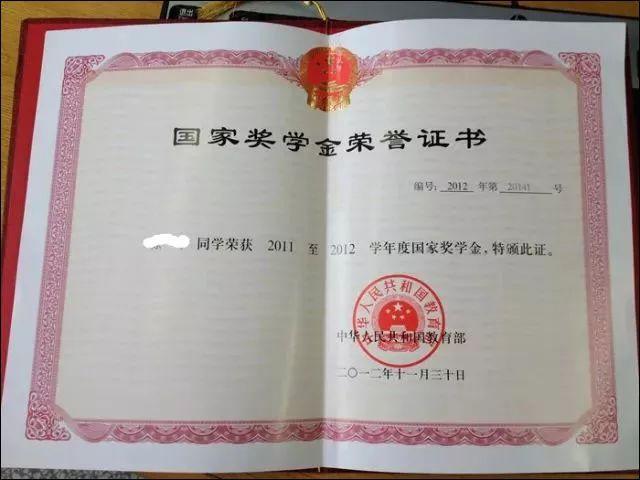 退出
国家奖学金荣誉证书
编号: 2012 年第 20141 号
同学荣获 2011 至 2012 学年度国家奖学金，特颁此证。
中华人民共和国教育部
中华人民共和国教育部
二〇一二年十一月三十日